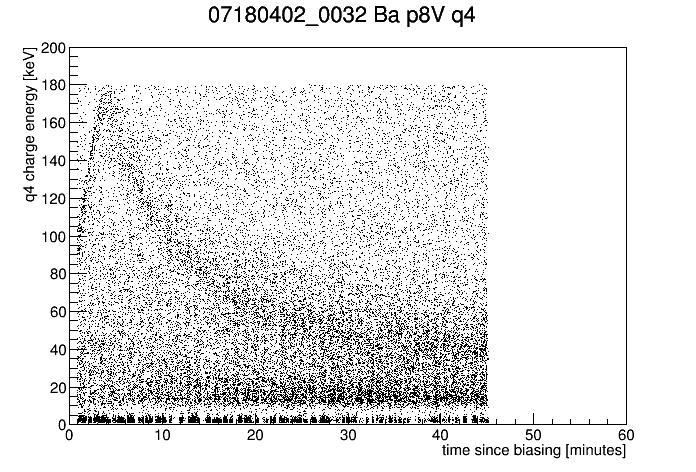 07180402_0032 Ba p8V q4
q4 charge energy [keV]
200
180
160
140
120
100
80
60
40
20
0
0 10 20 30 40 50 60
time since biasing [minutes]